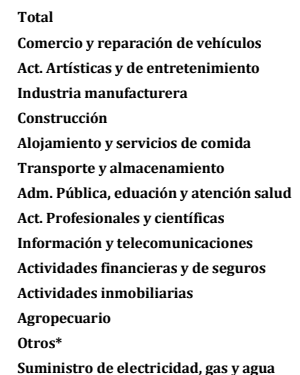 Total
Comercio y reparación de vehículos
Act. Artísticas y de entretenimiento
Industria manufacturera
Construcción
Alojamiento y servicios de comida
Transporte y almacenamiento
Adm. Pública, eduación y atención salud
Act. Profesionales y científicas
Información y telecomunicaciones
Actividades financieras y de seguros
Actividades inmobiliarias
Agropecuario
Otros*
Suministro de electricidad, gas y agua